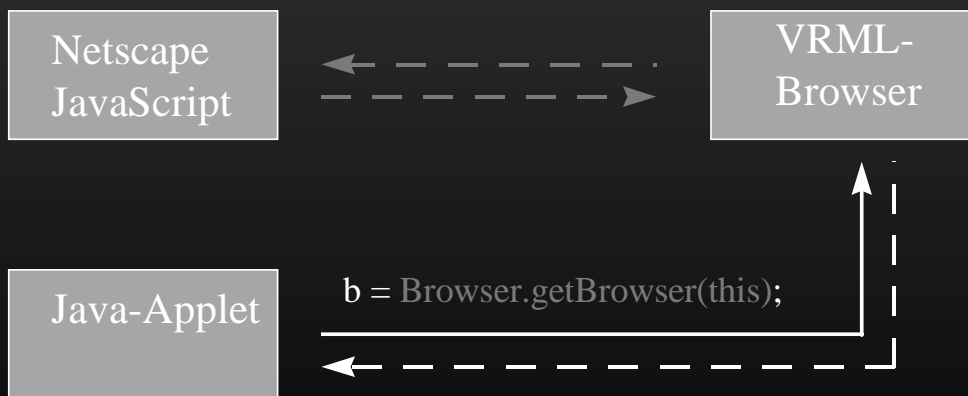 Netscape
JavaScript
VRML-
Browser
Java-Applet
b = Browser.getBrowser(this);